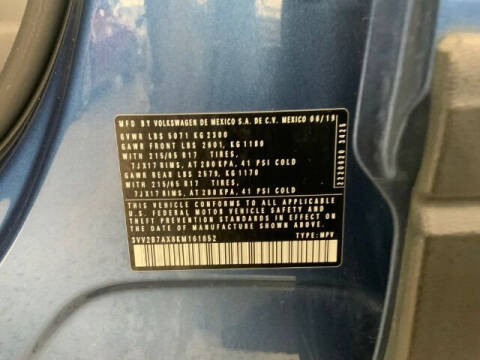 MFD BY VOLKSWAGEN DE MEXICO S.A. DE C.V. MEXICO 06/19
GVWR LBS 5071 KG 2300
GAWR FRONT LBS 2601, KG 1180
WITH 215/65 R17 TIRES,
7JX17 RIMS, AT 280 KPA, 41 PSI COLD
GAWR REAR LBS 2579, KG 1170
WITH 215/65 R17 TIRES,
7JX17 RIMS, AT 280 KPA, 41 PSI COLD
THIS VEHICLE CONFORMS TO ALL APPLICABLE
U.S. FEDERAL MOTOR VEHICLE SAFETY AND
THEFT PREVENTION STANDARDS IN EFFECT ON
THE DATE OF MANUFACTURE SHOWN ABOVE.
3VV2B7AX8KM161652
TYPE: MPV
2220320 3425